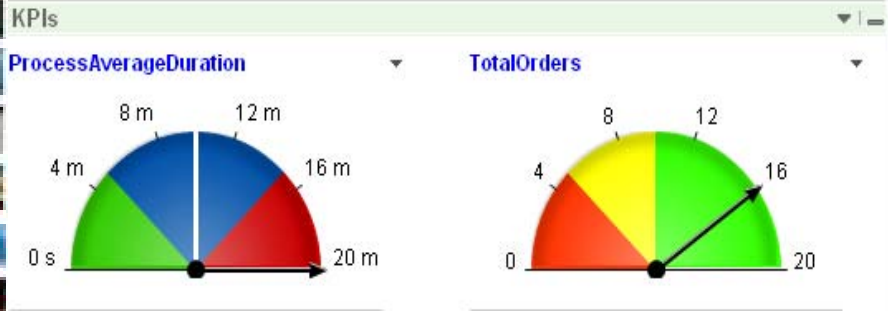 KPIs
ProcessAverageDuration
0 s
4 m
8 m
12 m
16 m
20 m
TotalOrders
0
4
8
12
16
20